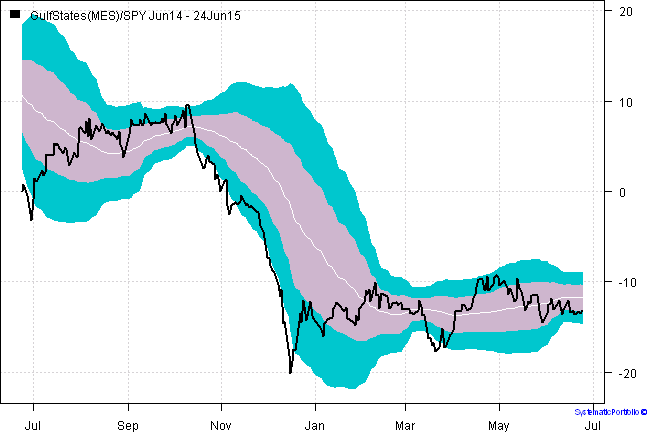 GulfStates(MES)/SPY Jun14 - 24Jun15
20
10
0
-10
-20
SystematicPortfolio ©
Jul Sep Nov Jan Mar May Jul